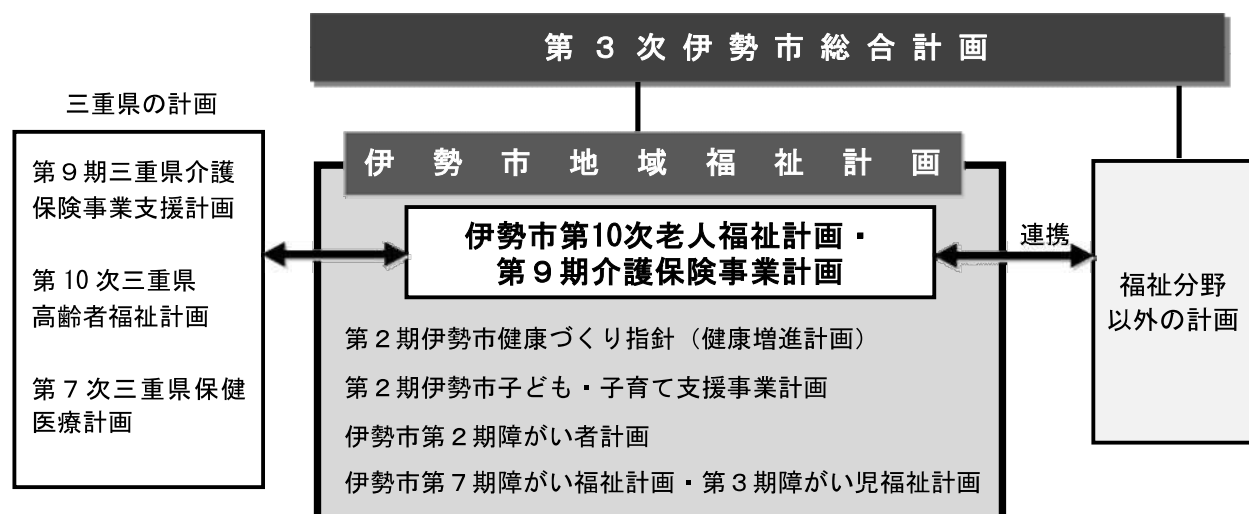 第３次伊勢市総合計画
三重県の計画
第９期三重県介護
保険事業支援計画
第10次三重県
高齢者福祉計画
第７次三重県保健
医療計画
伊勢市地域福祉計画
伊勢市第10次老人福祉計画・
第９期介護保険事業計画
第２期伊勢市健康づくり指針（健康増進計画）
第２期伊勢市子ども・子育て支援事業計画
伊勢市第２期障がい者計画
伊勢市第７期障がい福祉計画・第３期障がい児福祉計画
連携
福祉分野
以外の計画